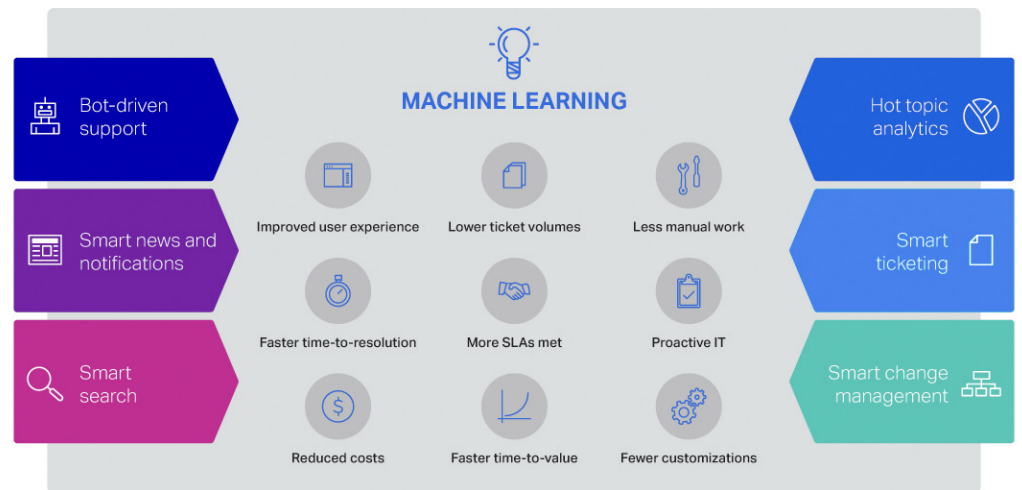 MACHINE LEARNING
Bot-driven
support
Smart news and
notifications
Smart
search
Improved user experience
Lower ticket volumes
Less manual work
Faster time-to-resolution
More SLAs met
Proactive IT
Reduced costs
Faster time-to-value
Fewer customizations
Hot topic
analytics
Smart
ticketing
Smart change
management